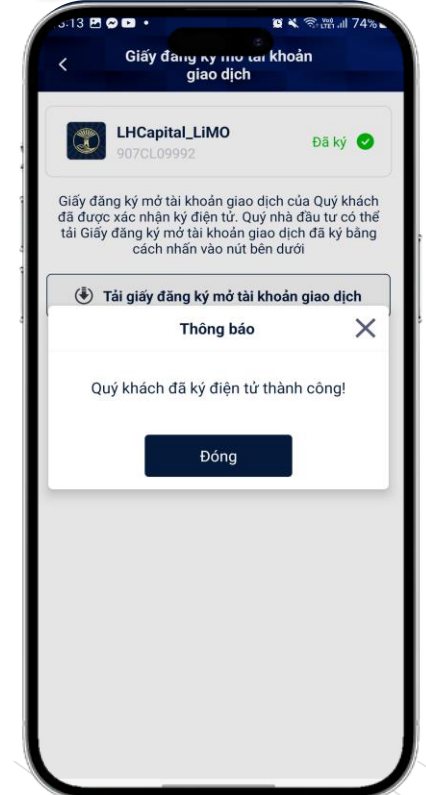 3:13
74%
Giấy đăng ký mở tài khoản
giao dịch
LHCapital_LiMO
Đã ký
907CL09992
Giấy đăng ký mở tài khoản giao dịch của Quý khách
đã được xác nhận ký điện tử. Quý nhà đầu tư có thể
tải Giấy đăng ký mở tài khoản giao dịch đã ký bằng
cách nhấn vào nút bên dưới
Tải giấy đăng ký mở tài khoản giao dịch
Thông báo
Quý khách đã ký điện tử thành công!
Đóng